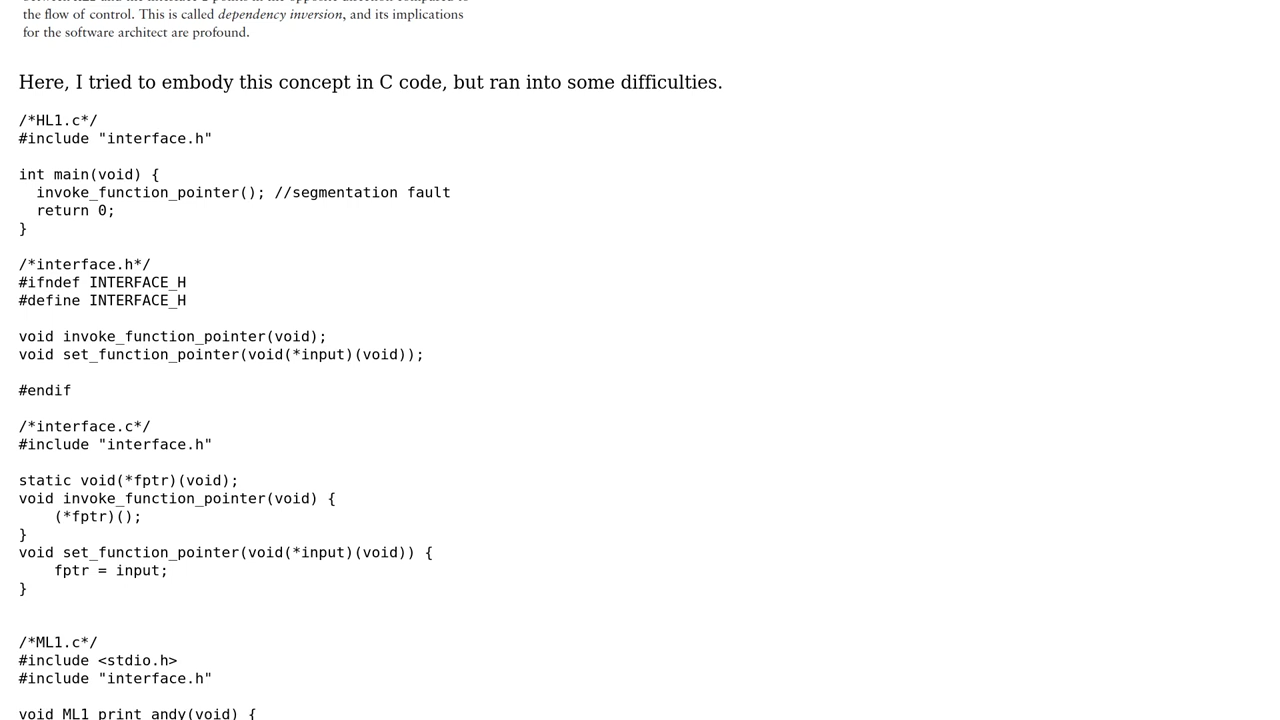 the flow of control. This is called dependency inversion, and its implications
for the software architect are profound.
Here, I tried to embody this concept in C code, but ran into some difficulties.
/*HL1.c*/
#include "interface.h"
int main(void) {
  invoke_function_pointer(); //segmentation fault
  return 0;
}
/*interface.h*/
#ifndef INTERFACE_H
#define INTERFACE_H
void invoke_function_pointer(void);
void set_function_pointer(void(*input)(void));
#endif
/*interface.c*/
#include "interface.h"
static void(*fptr)(void);
void invoke_function_pointer(void) {
    (*fptr)();
}
void set_function_pointer(void(*input)(void)) {
    fptr = input;
}
/*ML1.c*/
#include <stdio.h>
#include "interface.h"
void ML1_print_andy(void) {